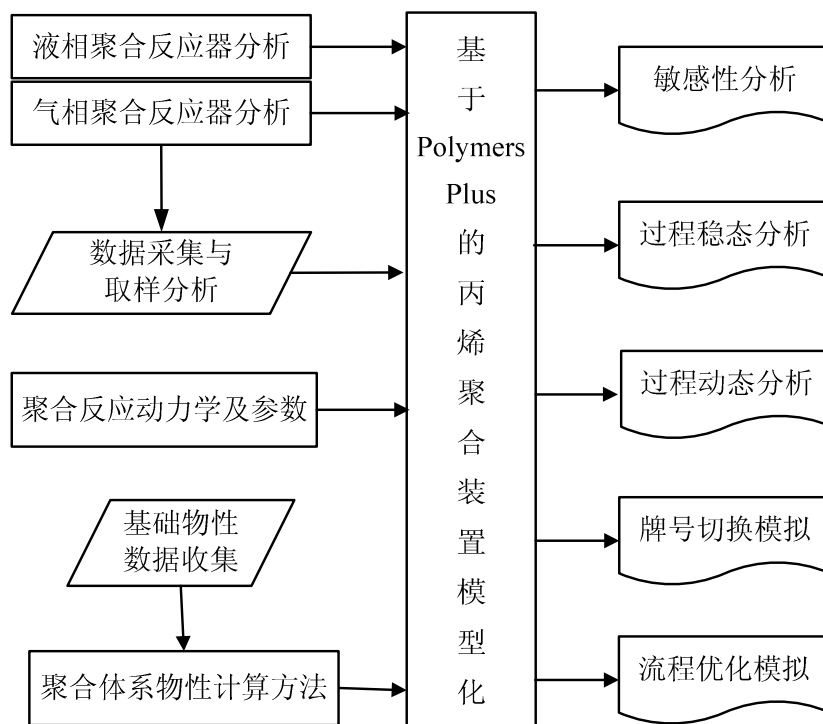 液相聚合反应器分析
气相聚合反应器分析
数据采集与
取样分析
聚合反应动力学及参数
基础物性
数据收集
聚合体系物性计算方法
基
于
Polymers
Plus
的
丙
烯
聚
合
装
置
模
型
化
敏感性分析
过程稳态分析
过程动态分析
牌号切换模拟
流程优化模拟